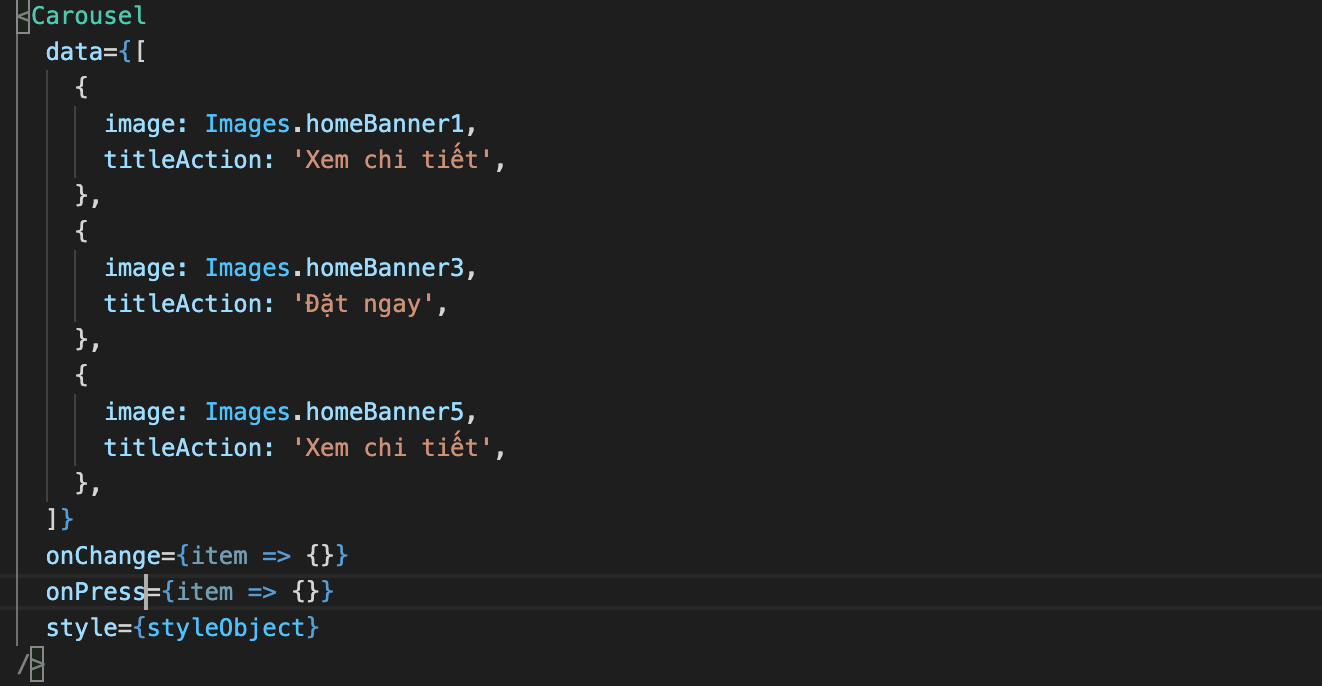 <Carousel
data={[
{
image: Images.homeBanner1,
titleAction: 'Xem chi tiết',
},
{
image: Images.homeBanner3,
titleAction: 'Đặt ngay',
},
{
image: Images.homeBanner5,
titleAction: 'Xem chi tiết',
},
]}
onChange={item => {}}
onPress={item => {}}
style={styleObject}
/>